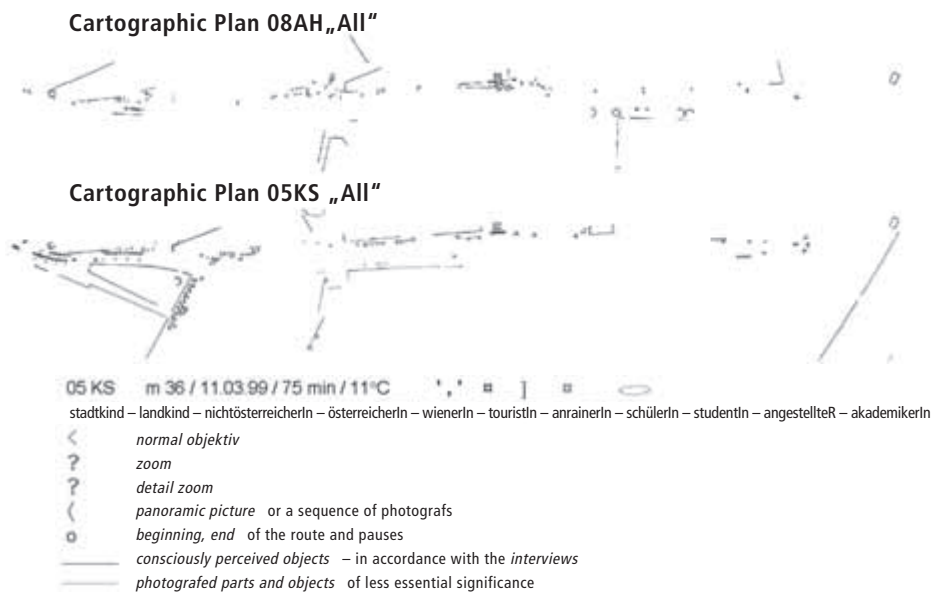 Cartographic Plan 08AH „All“
Cartographic Plan 05KS „All“
05 KS m 36 / 11.03.99 / 75 min / 11°C ' , ' ¤ ] ¤
stadtkind – landkind – nichtösterreicherIn – österreicherIn – wienerIn – touristIn – anrainerIn – schülerIn – studentIn – angestellteR – akademikerIn
< normal objektiv
? zoom
? detail zoom
( panoramic picture or a sequence of photografs
o beginning, end of the route and pauses
consciously perceived objects – in accordance with the interviews
photografed parts and objects of less essential significance